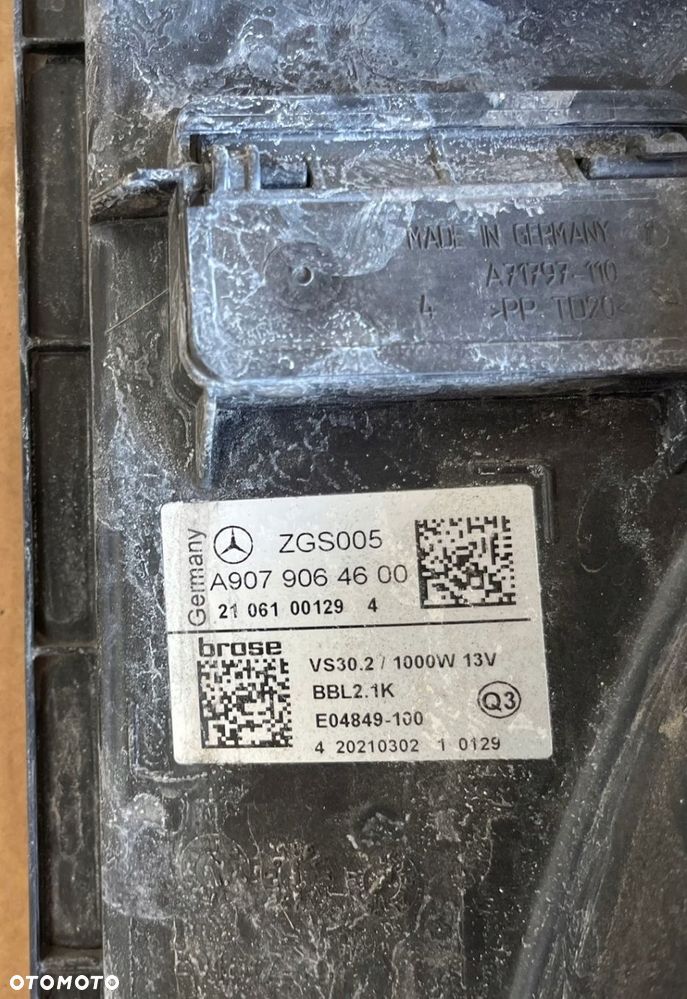 MADE IN GERMANY
A71797-110
4 >PP TD20<
Germany
ZGS005
A907 906 46 00
21 061 00129 4
brose
VS30.2 / 1000W 13V
BBL2.1K
E04849-100
Q3
4 20210302 1 0129
OTOMOTO